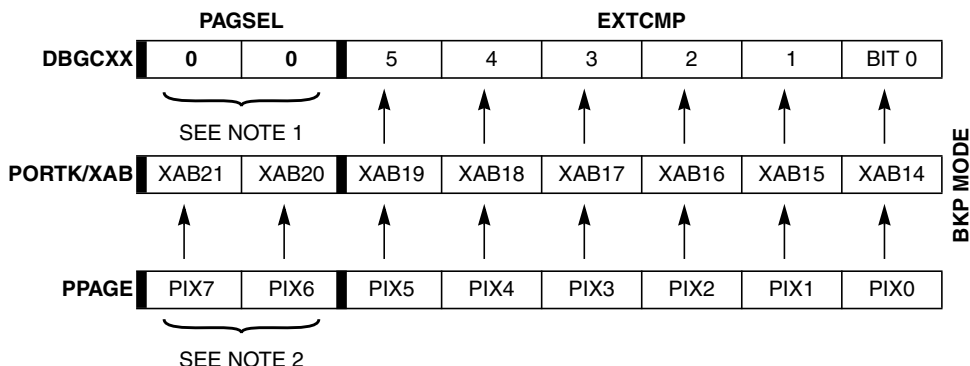 PAGSEL EXTCMP
DBGCXX 0 0 5 4 3 2 1 BIT 0
SEE NOTE 1
PORTK/XAB XAB21 XAB20 XAB19 XAB18 XAB17 XAB16 XAB15 XAB14
BKP MODE
PPAGE PIX7 PIX6 PIX5 PIX4 PIX3 PIX2 PIX1 PIX0
SEE NOTE 2